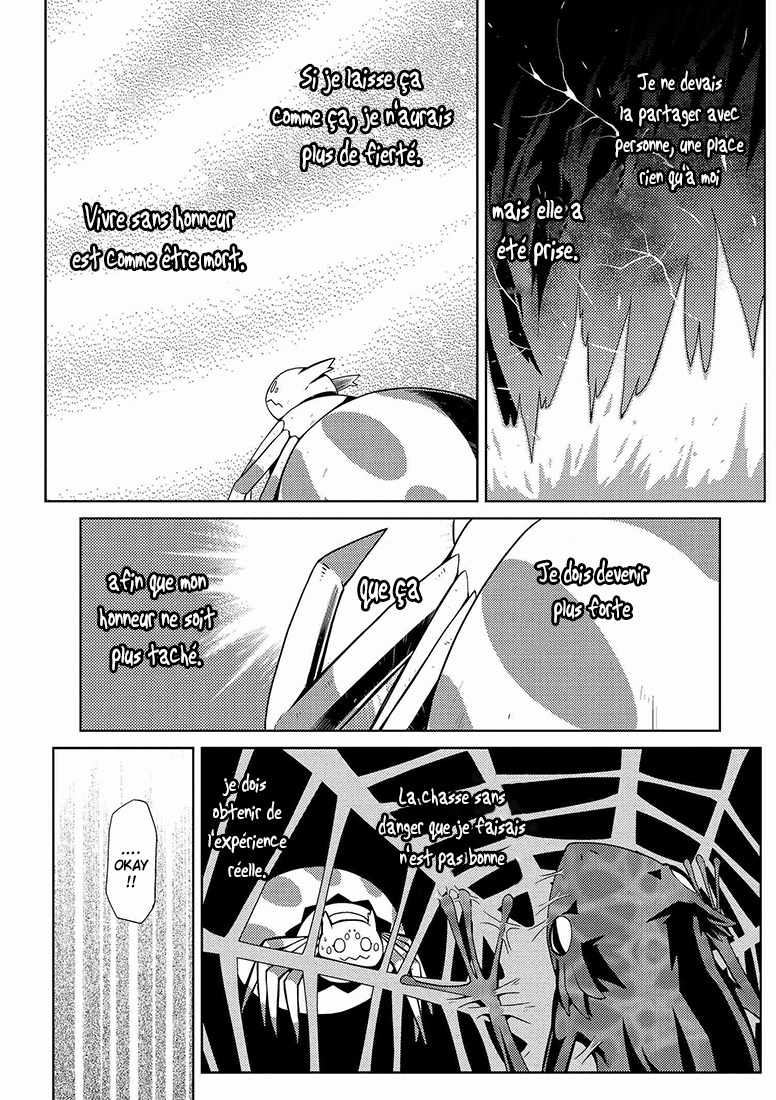 Je ne devais
la partager avec
personne, une place
rien qu'à moi
mais elle a
été prise.
Si je laisse ça
comme ça, je n'aurais
plus de fierté.
Vivre sans honneur
est comme être mort.
Je dois devenir
plus forte
que ça
afin que mon
honneur ne soit
plus taché.
La chasse sans
danger que je faisais
n'est pas bonne
je dois
obtenir de
l'expérience
réelle.
....
OKAY
!!